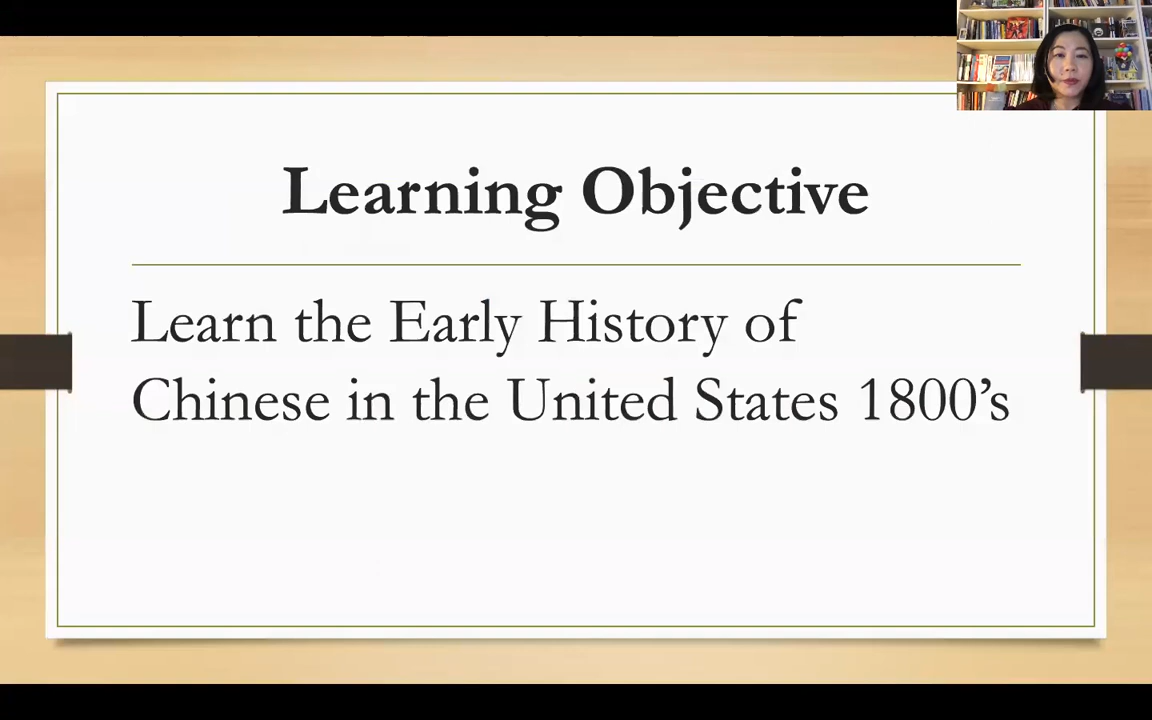 Learning Objective
Learn the Early History of
Chinese in the United States 1800’s